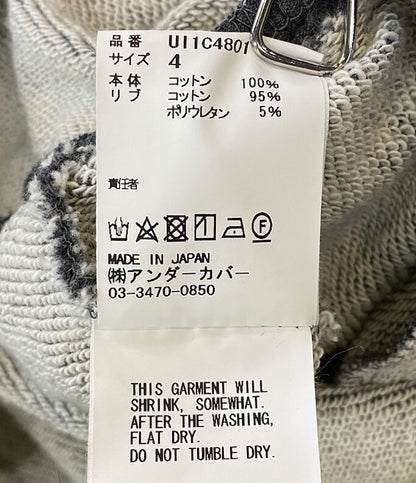 品番 UI1C4801
サイズ 4
本体 コットン 100%
リブ コットン 95%
ポリウレタン 5%
責任者
MADE IN JAPAN
㈱アンダーカバー
03-3470-0850
THIS GARMENT WILL
SHRINK, SOMEWHAT.
AFTER THE WASHING,
FLAT DRY.
DO NOT TUMBLE DRY.